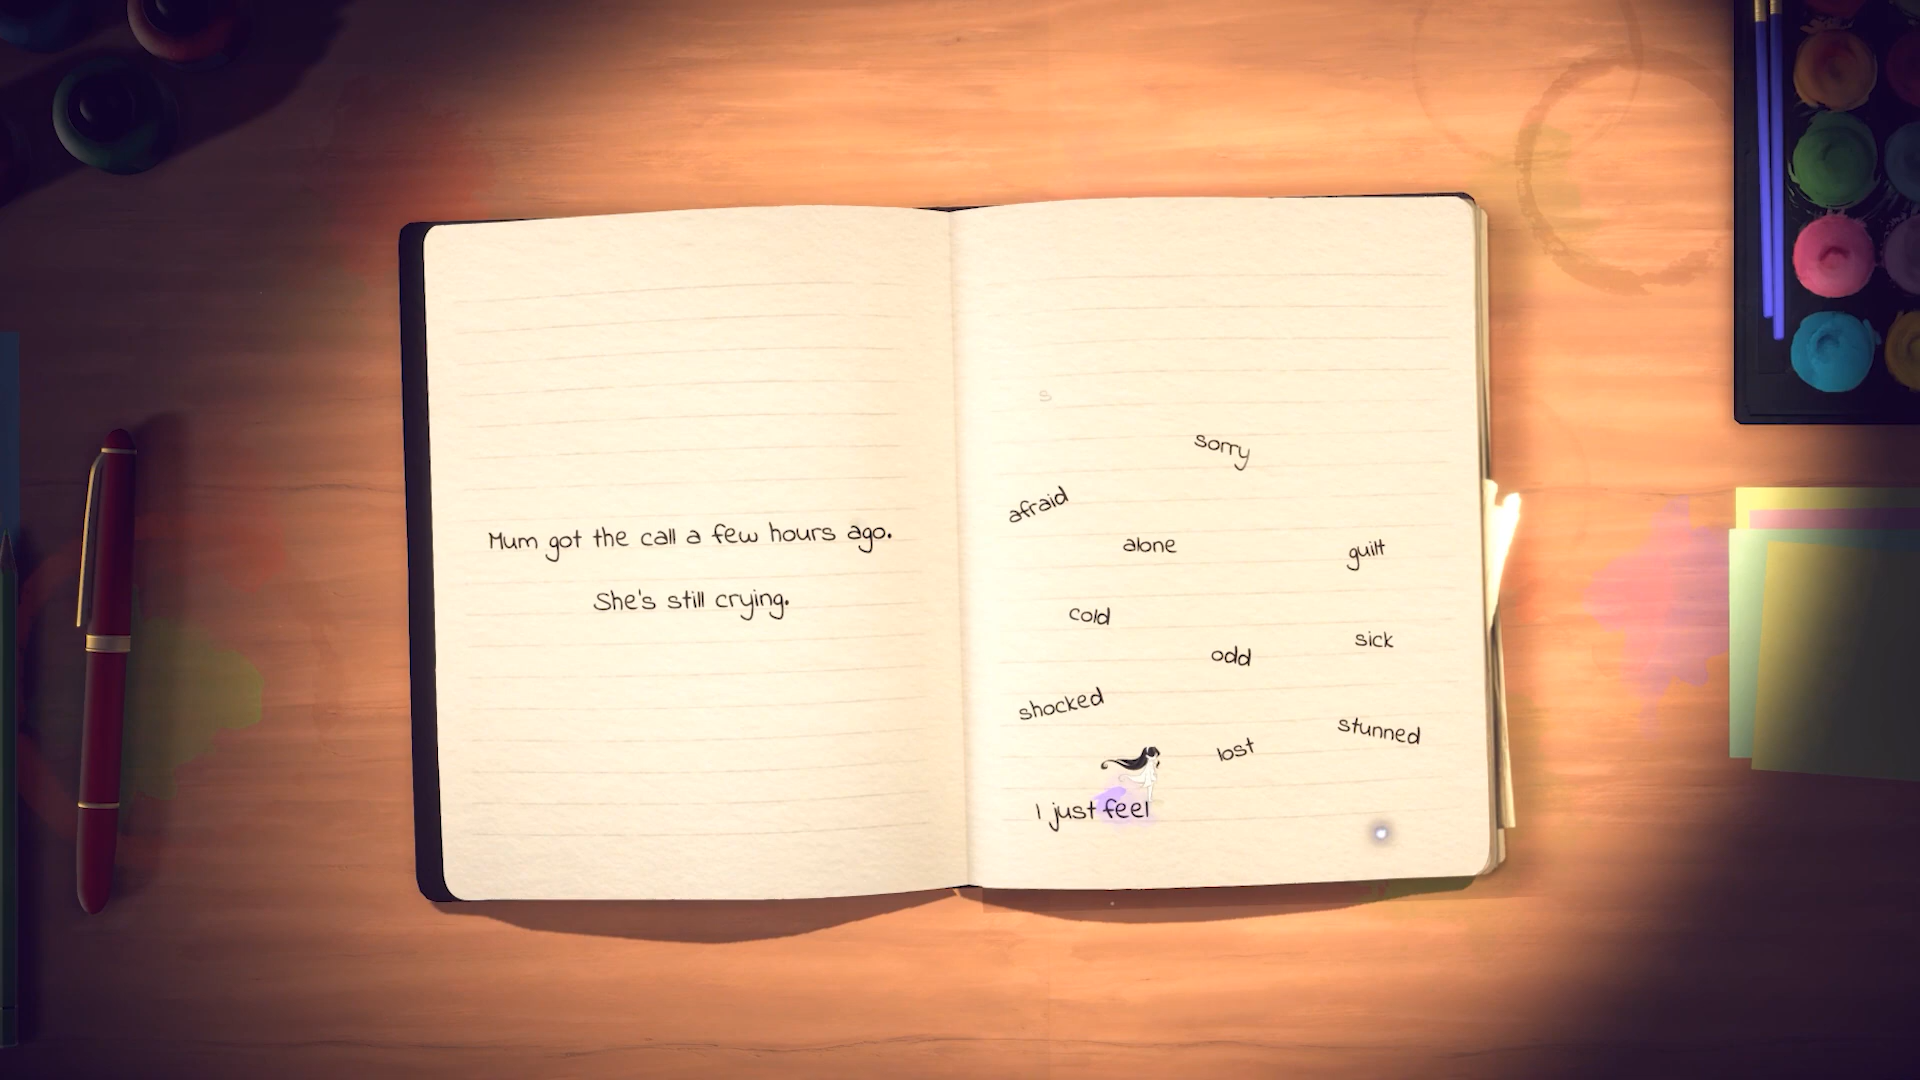 Mum got the call a few hours ago.
She's still crying.
s
sorry
afraid
alone
guilt
cold
sick
odd
shocked
stunned
lost
I just feel